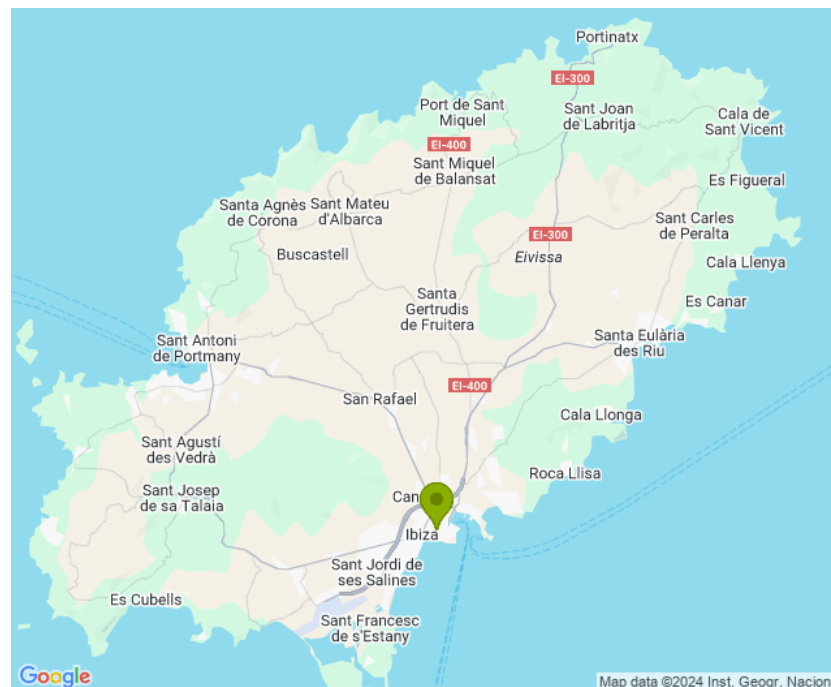 Portinatx
EI-300
Port de Sant
Miquel
Sant Joan
de Labritja
Cala de
Sant Vicent
EI-400
Sant Miquel
de Balansat
Es Figueral
Santa Agnès
de Corona
Sant Mateu
d'Albarca
Sant Carles
de Peralta
EI-300
Buscastell
Eivissa
Cala Llenya
Santa
Gertrudis
de Fruitera
Es Canar
Sant Antoni
de Portmany
Santa Eulària
des Riu
EI-400
San Rafael
Cala Llonga
Sant Agustí
des Vedrà
Roca Llisa
Sant Josep
de sa Talaia
Can
Ibiza
Sant Jordi de
ses Salines
Es Cubells
Sant Francesc
de s'Estany
Google
Map data ©2024 Inst. Geogr. Nacion